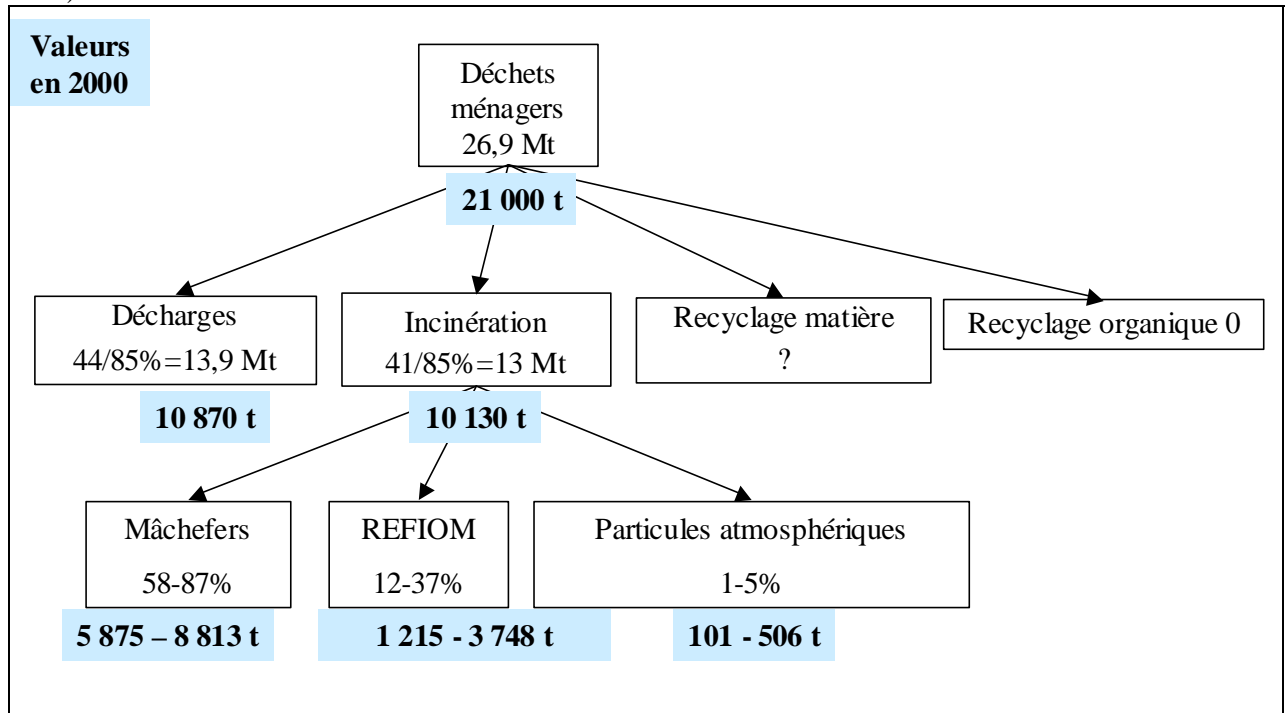 Valeurs
en 2000
Déchets
ménagers
26,9 Mt
21 000 t
Décharges
44/85%=13,9 Mt
Incinération
41/85%=13 Mt
Recyclage matière
?
Recyclage organique 0
10 870 t
10 130 t
Mâchefers
58-87%
REFIOM
12-37%
Particules atmosphériques
1-5%
5 875 – 8 813 t
1 215 - 3 748 t
101 - 506 t